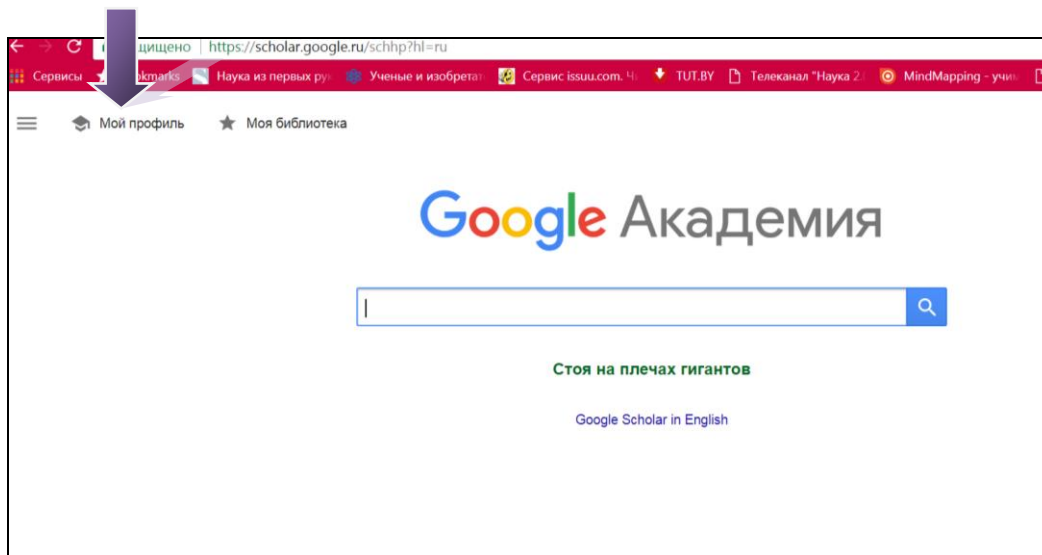 щищено https://scholar.google.ru/schhp?hl=ru
Сервисы okmarks Наука из первых ру Ученые и изобретат Сервис issuu.com. Ч TUT.BY Телеканал "Наука 2. MindMapping - учи
Мой профиль Моя библиотека
Google Академия
Стоя на плечах гигантов
Google Scholar in English